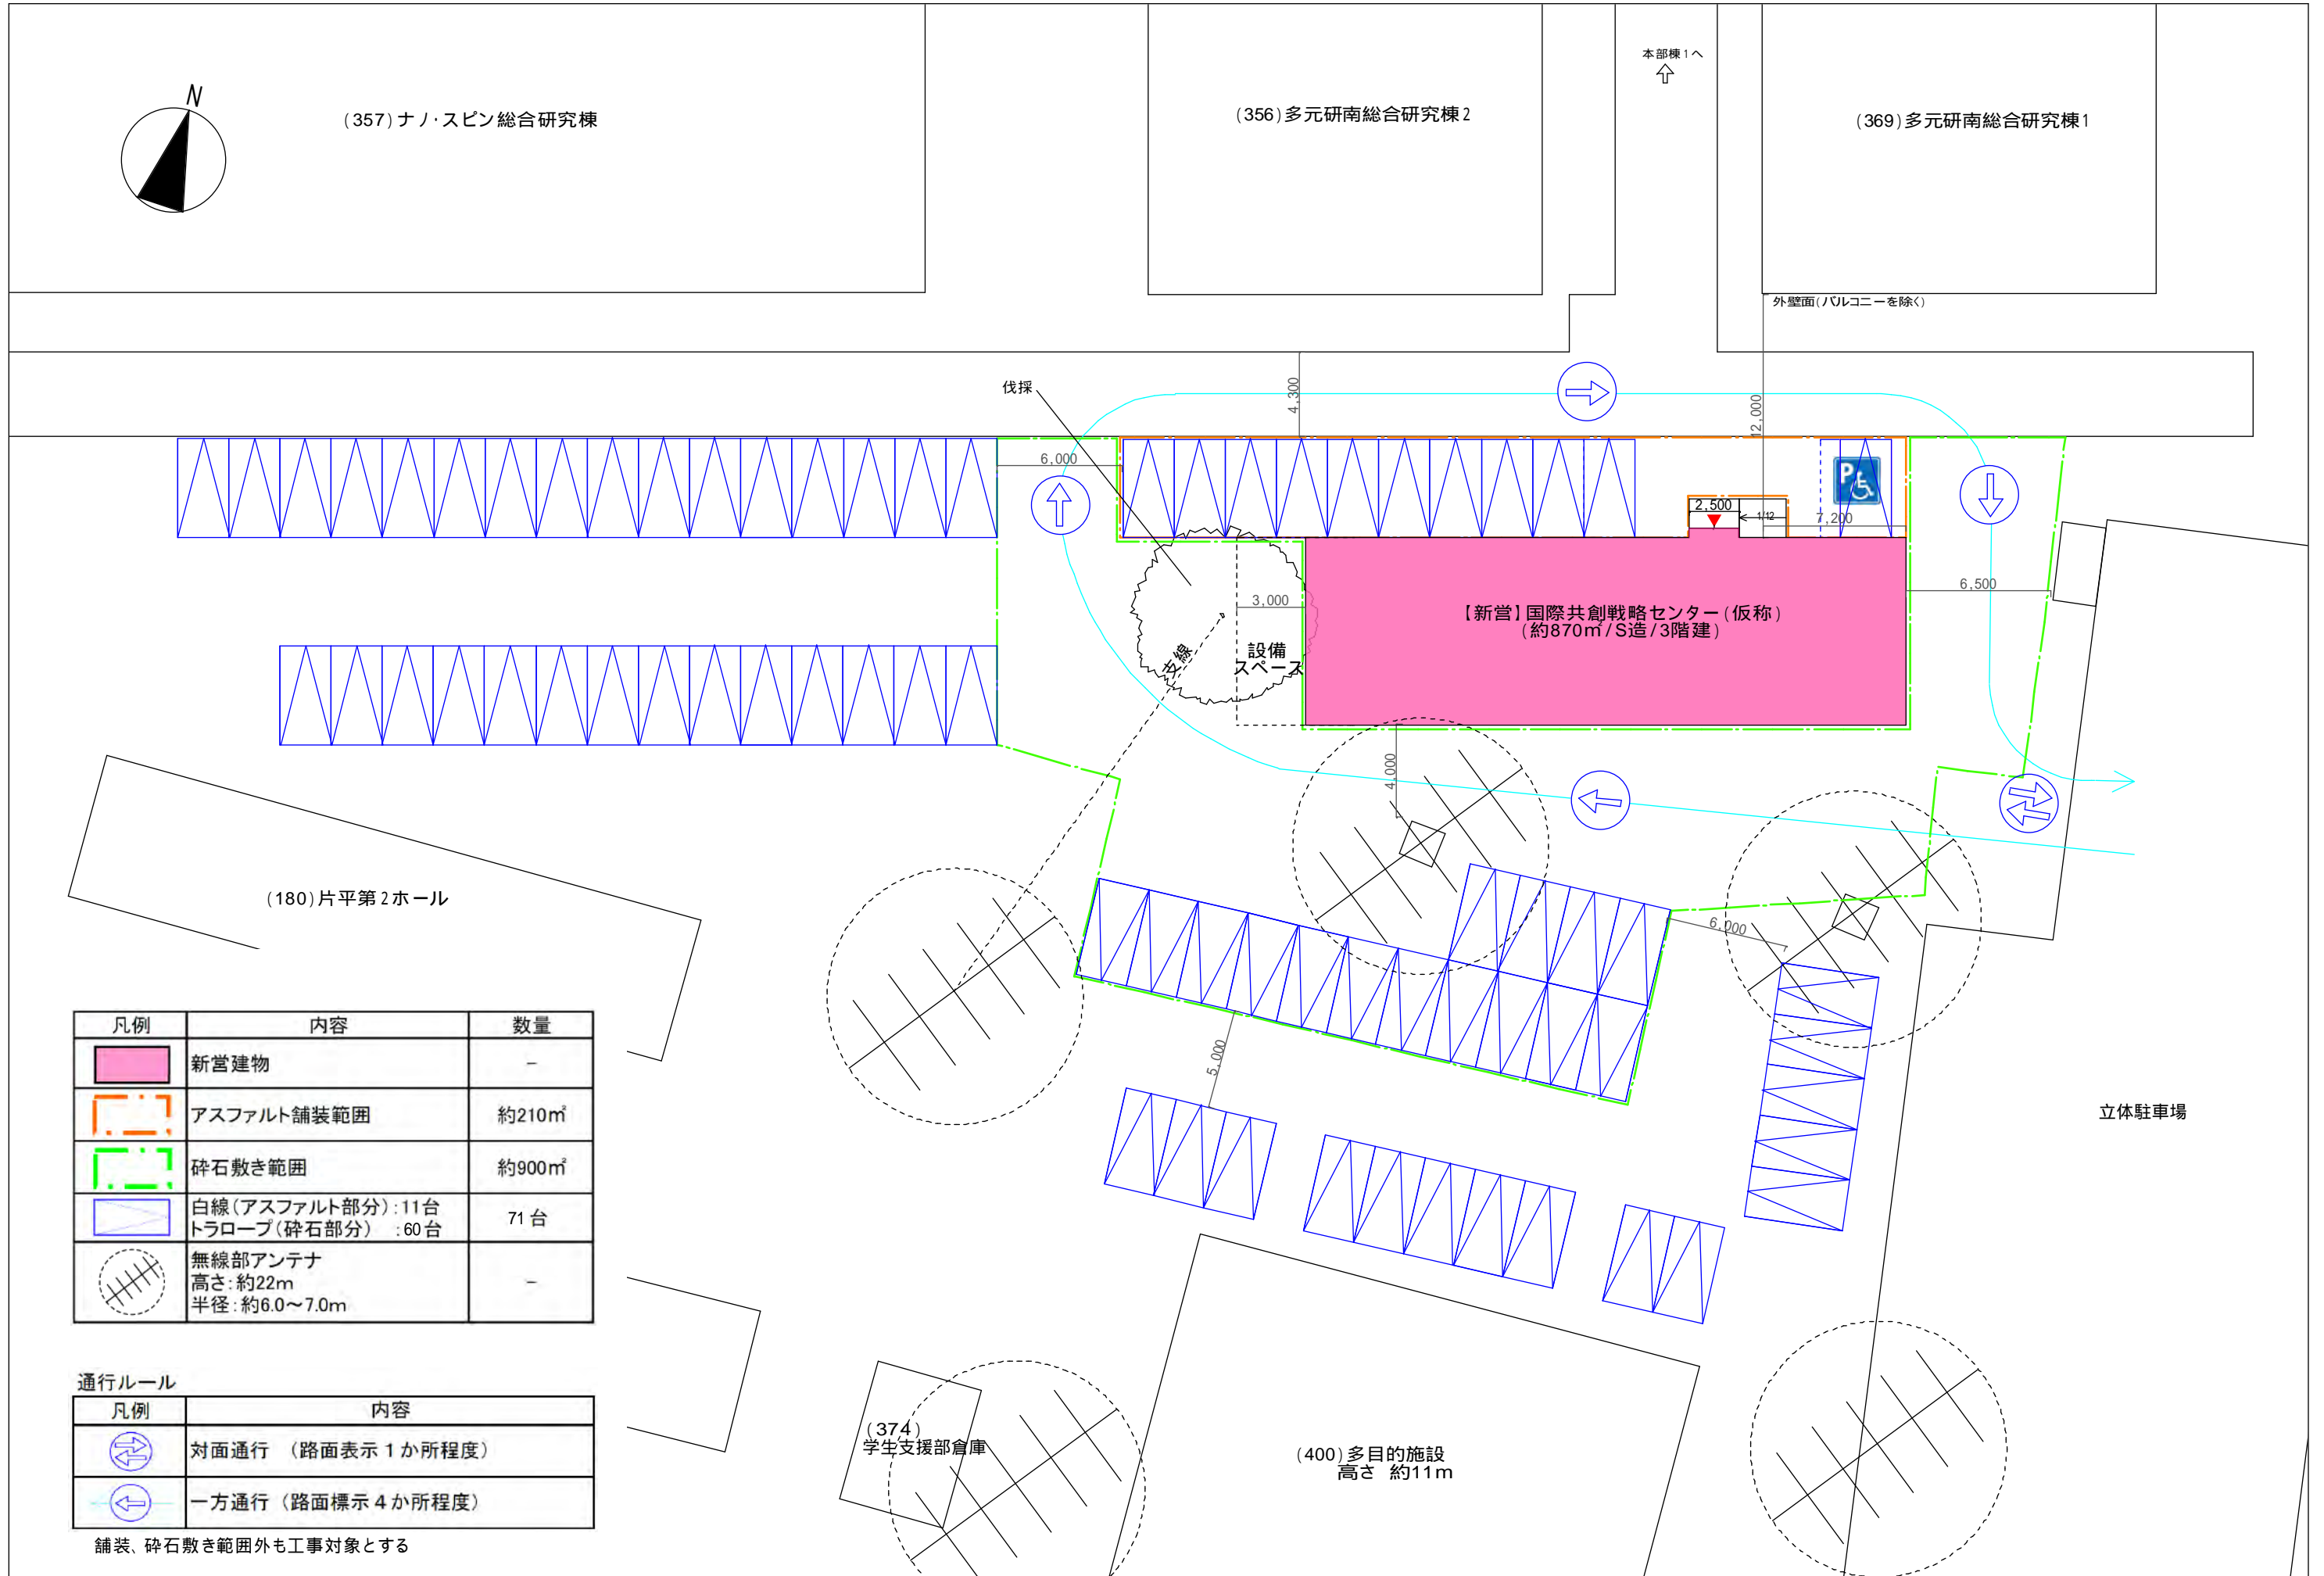 本部棟1へ
N
(357)ナノ・スピン総合研究棟
(356)多元研南総合研究棟2
(369)多元研南総合研究棟1
外壁面(バルコニーを除く)
伐採
4,300
12,000
6,000
P
2,500
1/12
7,200
6,500
3,000
【新営】国際共創戦略センター(仮称)
(約870㎡/S造/3階建)
支線
設備
スペース
4,000
(180)片平第2ホール
6,000
5,000
立体駐車場
凡例 内容 数量
新営建物 −
アスファルト舗装範囲 約210㎡
砕石敷き範囲 約900㎡
白線(アスファルト部分):11台
トラロープ(砕石部分) :60台
71台
無線部アンテナ
高さ:約22m
半径:約6.0〜7.0m
−
通行ルール
凡例 内容
対面通行 (路面表示1か所程度)
一方通行 (路面標示4か所程度)
舗装、砕石敷き範囲外も工事対象とする
(374)
学生支援部倉庫
(400)多目的施設
高さ 約11m